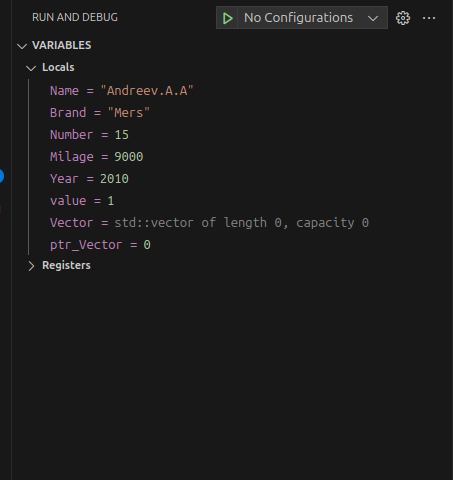 RUN AND DEBUG No Configurations
VARIABLES
Locals
Name = "Andreev.A.A"
Brand = "Mers"
Number = 15
Milage = 9000
Year = 2010
value = 1
Vector = std::vector of length 0, capacity 0
ptr_Vector = 0
Registers